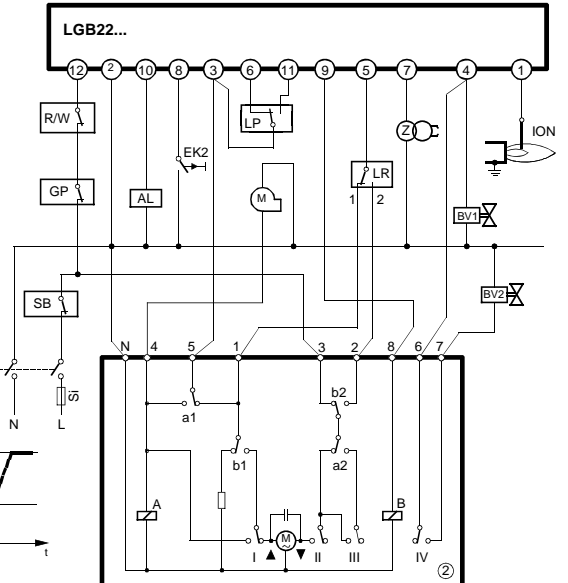 LGB22...
12 2 10 8 3 6 11 9 5 7 4 1
R/W
LP
Z
ION
EK2
GP
AL
M
LR
1 2
BV1
SB
BV2
Si
N L
N 4 5 1 3 2 8 6 7
a1
b2
b1
a2
A
B
M
~
I II III IV
t
2